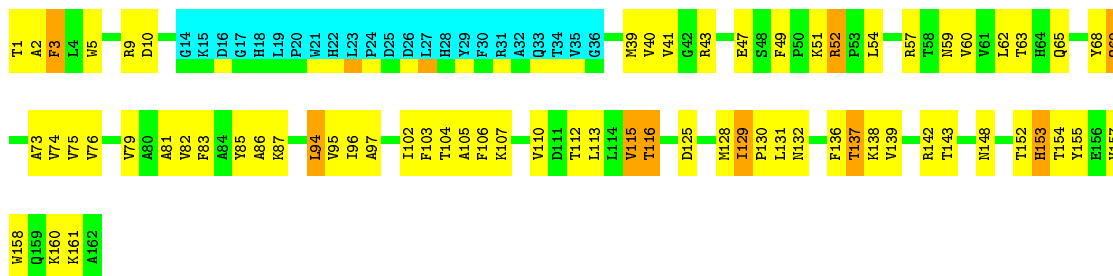 T1 A2 F3 L4 W5 R9 D10 G14 K15 D16 G17 H18 L19 P20 W21 H22 L23 P24 D25 D26 L27 H28 Y29 F30 R31 A32 Q33 T34 V35 G36 M39 V40 V41 G42 R43 E47 S48 F49 P50 K51 R52 P53 L54 R57 T58 N59 Y60 V61 L62 T63 H64 Q65 Y68
A73 V74 V75 V76 V79 A80 A81 V82 F83 A84 Y85 A86 K87 L94 V95 I96 A97 I102 F103 T104 A105 F106 K107 V110 D111 T112 L113 L114 V115 T116 D125 M128 I129 P130 L131 N132 F136 T137 K138 V139 R142 T143 N148 T152 H153 T154 Y155 E156
W158 Q159 K160 K161 A162